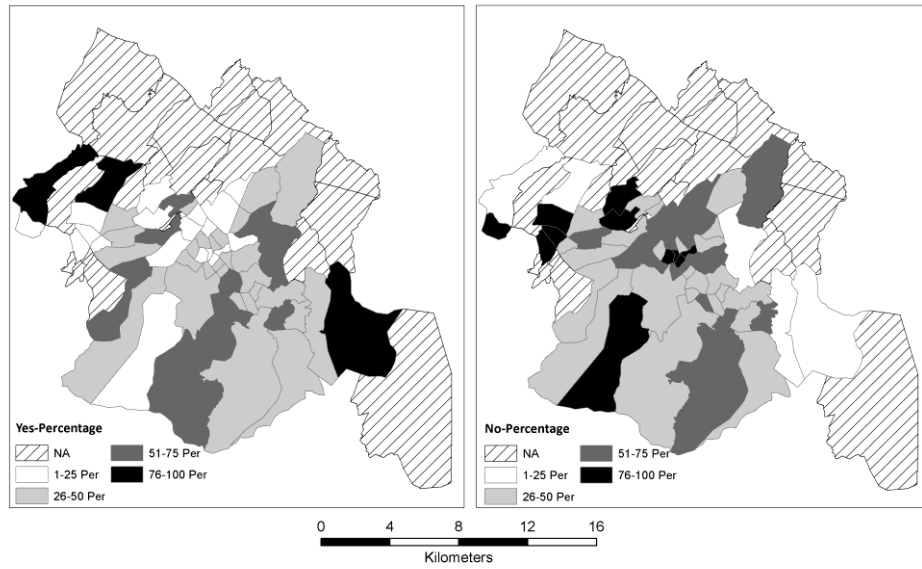 Yes-Percentage
NA
51-75 Per
1-25 Per
76-100 Per
26-50 Per
No-Percentage
NA
51-75 Per
1-25 Per
76-100 Per
26-50 Per
0 4 8 12 16
Kilometers